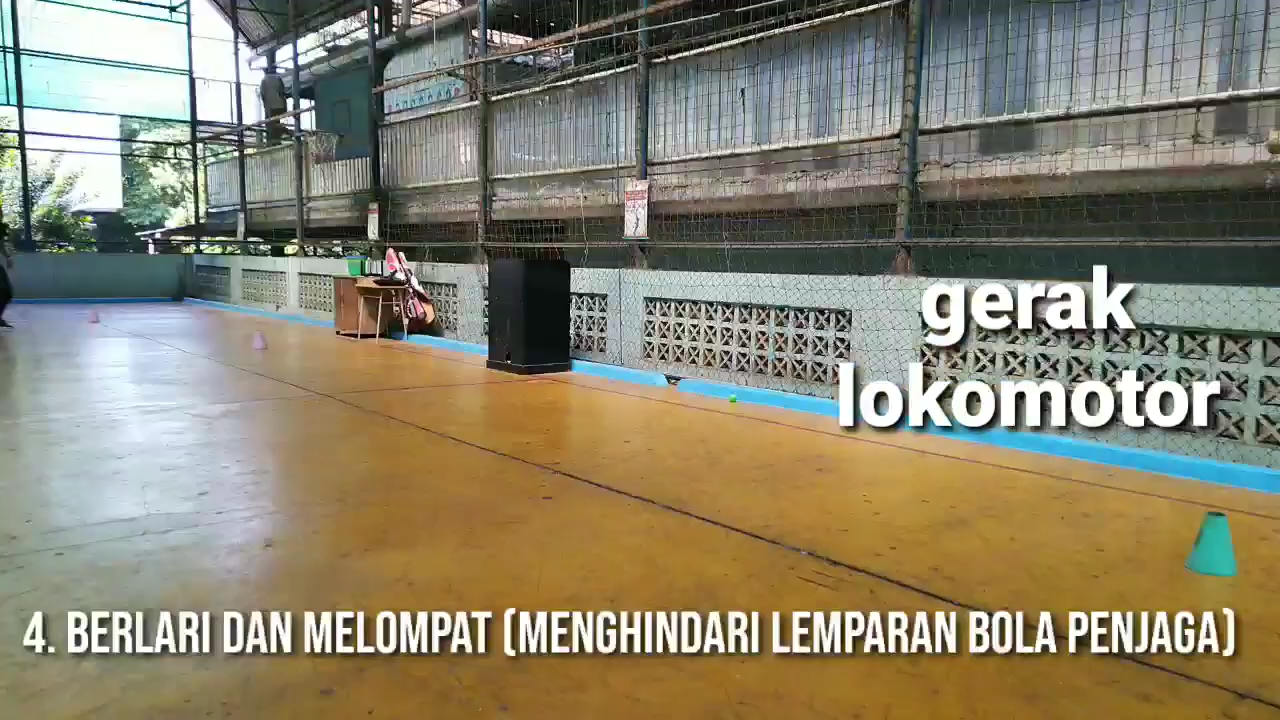 gerak
lokomotor
4. BERLARI DAN MELOMPAT (MENGHINDARI LEMPARAN BOLA PENJAGA)